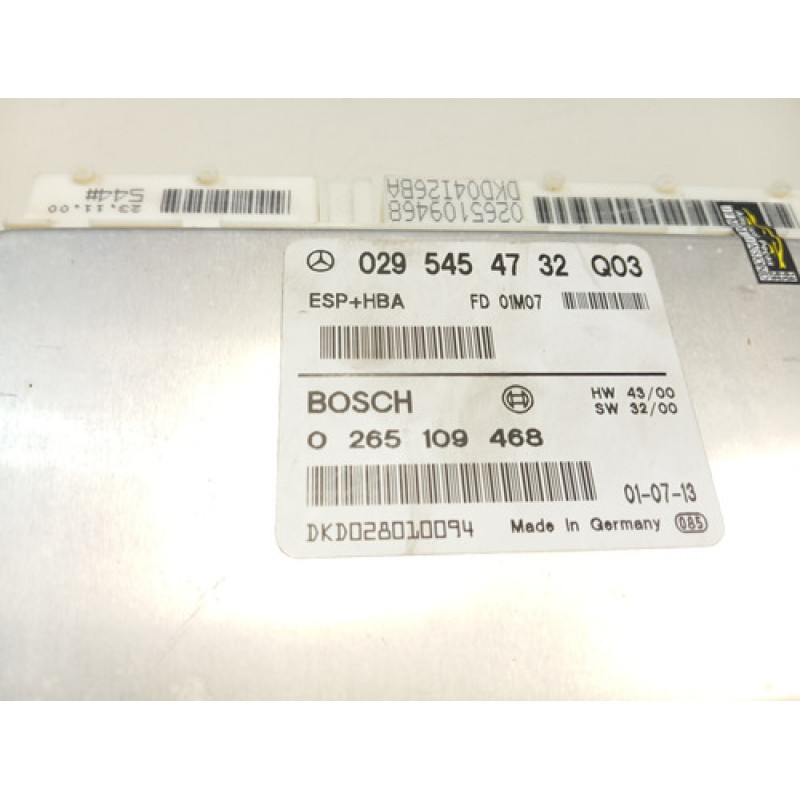 544#
23.11.00
DKD04126BA
0265109468
029 545 47 32 Q03
ESP+HBA FD 01M07
BOSCH HW 43/00
SW 32/00
0 265 109 468
01-07-13
DKD028010094 Made in Germany 085